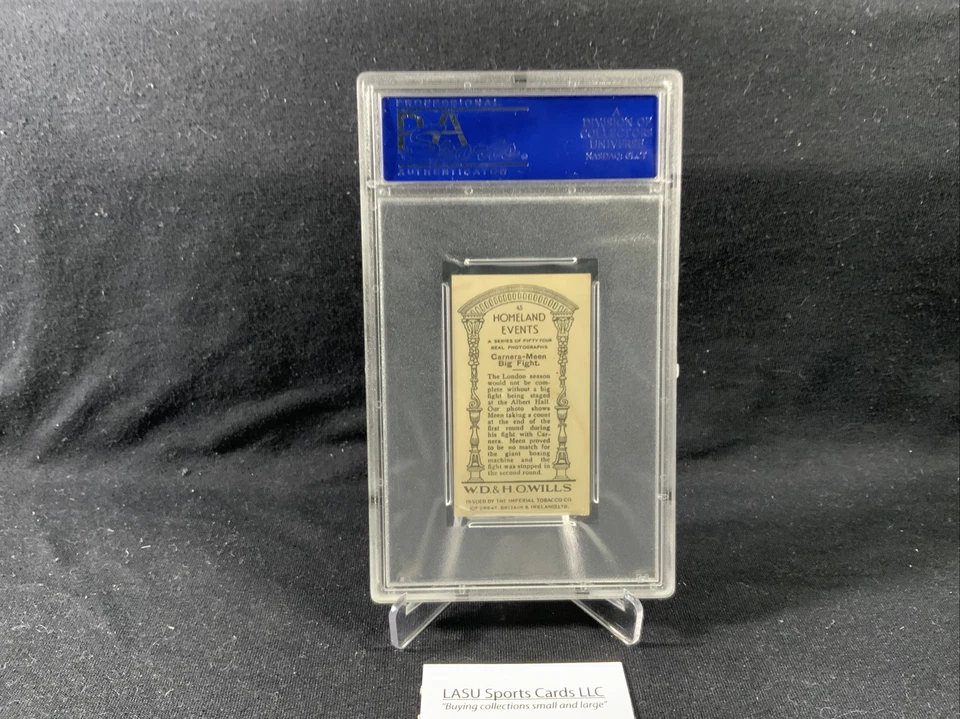 PROFESSIONAL
PSA
AUTHENTICATOR
A
DIVISION OF
COLLECTORS
UNIVERSE
45
HOMELAND
EVENTS
A SERIES OF FIFTY FOUR
REAL PHOTOGRAPHS
Carnera-Meen
Big Fight.
The London season
would not be com-
plete without a big
fight being staged
at the Albert Hall.
Our photo shows
Meen taking a count
at the end of the
first round during
his fight with Car-
nera. Meen proved
to be no match for
the giant boxing
machine and the
fight was stopped in
the second round.
W.D. & H.O. WILLS
ISSUED BY THE IMPERIAL TOBACCO CO.
OF GREAT BRITAIN & IRELAND LTD.
LASU Sports Cards LLC
"Buying collections small and large"